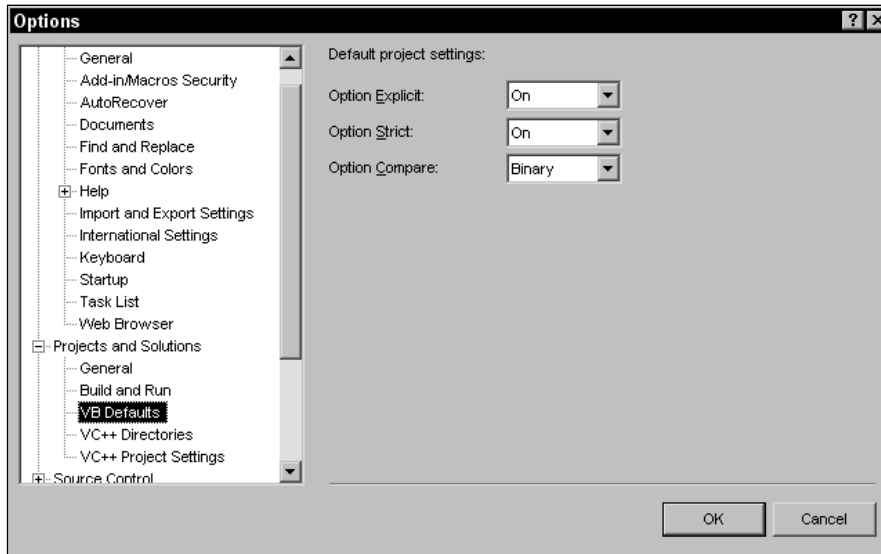 Options
General
Add-in/Macros Security
AutoRecover
Documents
Find and Replace
Fonts and Colors
Help
Import and Export Settings
International Settings
Keyboard
Startup
Task List
Web Browser
Projects and Solutions
General
Build and Run
VB Defaults
VC++ Directories
VC++ Project Settings
Source Control
Default project settings:
Option Explicit: On
Option Strict: On
Option Compare: Binary
OK Cancel